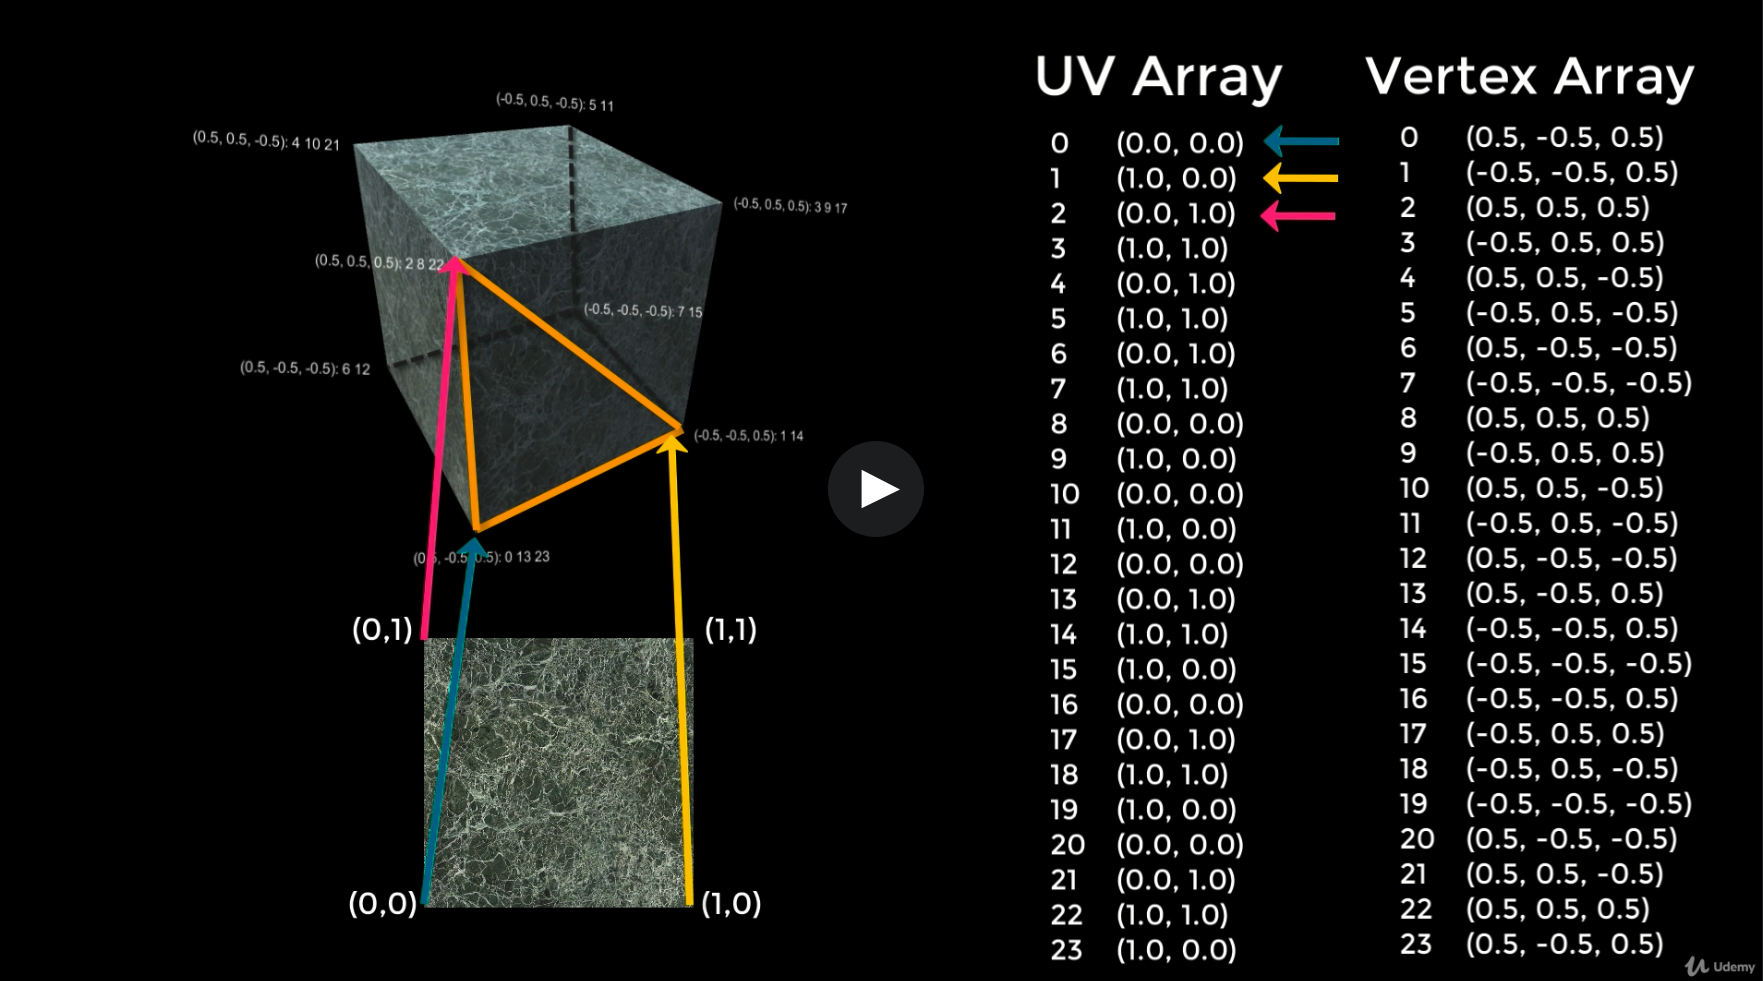 UV Array
Vertex Array
(-0.5, 0.5, -0.5): 5 11
(0.5, 0.5, -0.5): 4 10 21
(-0.5, 0.5, 0.5): 3 9 17
(0.5, 0.5, 0.5): 2 8 22
(-0.5, -0.5, -0.5): 7 15
(0.5, -0.5, -0.5): 6 12
(-0.5, -0.5, 0.5): 1 14
(0.5, -0.5, 0.5): 0 13 23
(0,1)
(1,1)
(0,0)
(1,0)
0 (0.0, 0.0)
1 (1.0, 0.0)
2 (0.0, 1.0)
3 (1.0, 1.0)
4 (0.0, 1.0)
5 (1.0, 1.0)
6 (0.0, 1.0)
7 (1.0, 1.0)
8 (0.0, 0.0)
9 (1.0, 0.0)
10 (0.0, 0.0)
11 (1.0, 0.0)
12 (0.0, 0.0)
13 (0.0, 1.0)
14 (1.0, 1.0)
15 (1.0, 0.0)
16 (0.0, 0.0)
17 (0.0, 1.0)
18 (1.0, 1.0)
19 (1.0, 0.0)
20 (0.0, 0.0)
21 (0.0, 1.0)
22 (1.0, 1.0)
23 (1.0, 0.0)
0 (0.5, -0.5, 0.5)
1 (-0.5, -0.5, 0.5)
2 (0.5, 0.5, 0.5)
3 (-0.5, 0.5, 0.5)
4 (0.5, 0.5, -0.5)
5 (-0.5, 0.5, -0.5)
6 (0.5, -0.5, -0.5)
7 (-0.5, -0.5, -0.5)
8 (0.5, 0.5, 0.5)
9 (-0.5, 0.5, 0.5)
10 (0.5, 0.5, -0.5)
11 (-0.5, 0.5, -0.5)
12 (0.5, -0.5, -0.5)
13 (0.5, -0.5, 0.5)
14 (-0.5, -0.5, 0.5)
15 (-0.5, -0.5, -0.5)
16 (-0.5, -0.5, 0.5)
17 (-0.5, 0.5, 0.5)
18 (-0.5, 0.5, -0.5)
19 (-0.5, -0.5, -0.5)
20 (0.5, -0.5, -0.5)
21 (0.5, 0.5, -0.5)
22 (0.5, 0.5, 0.5)
23 (0.5, -0.5, 0.5)
Udemy